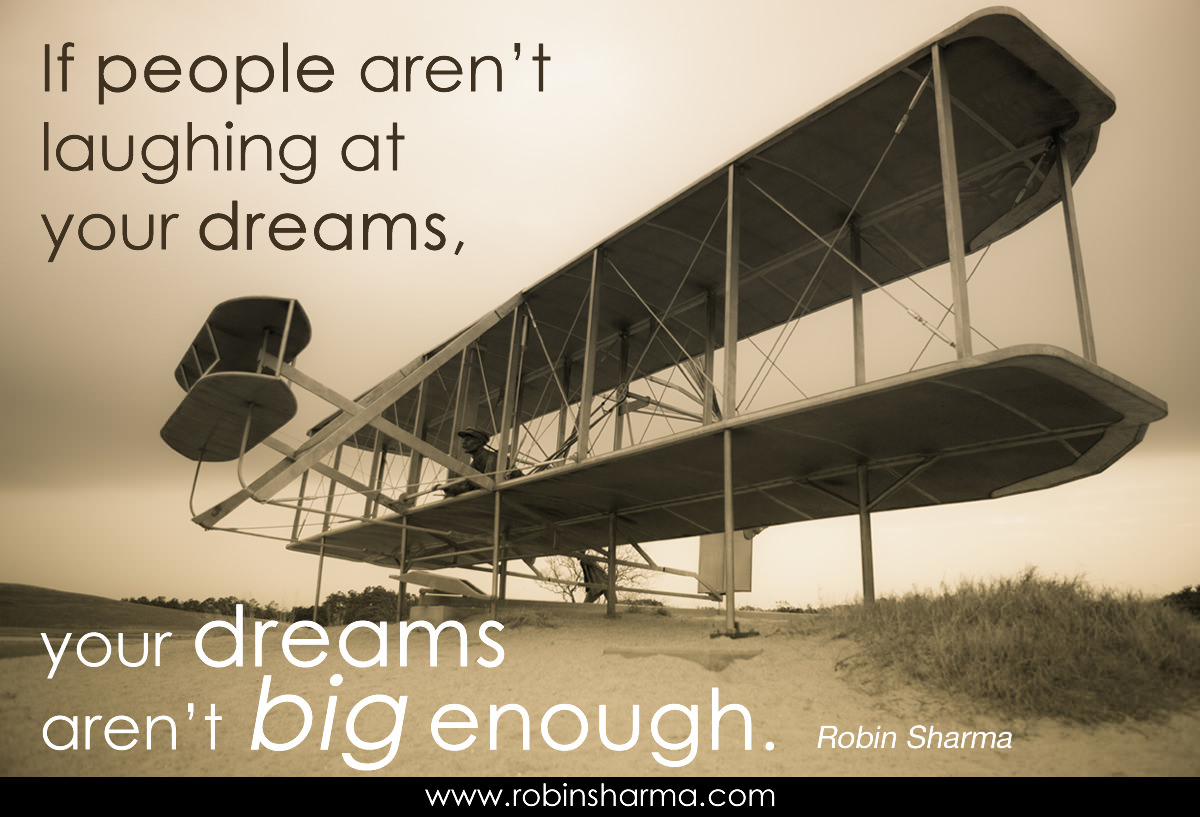 If people aren’t
laughing at
your dreams,
your dreams
aren’t big enough.
Robin Sharma
www.robinsharma.com